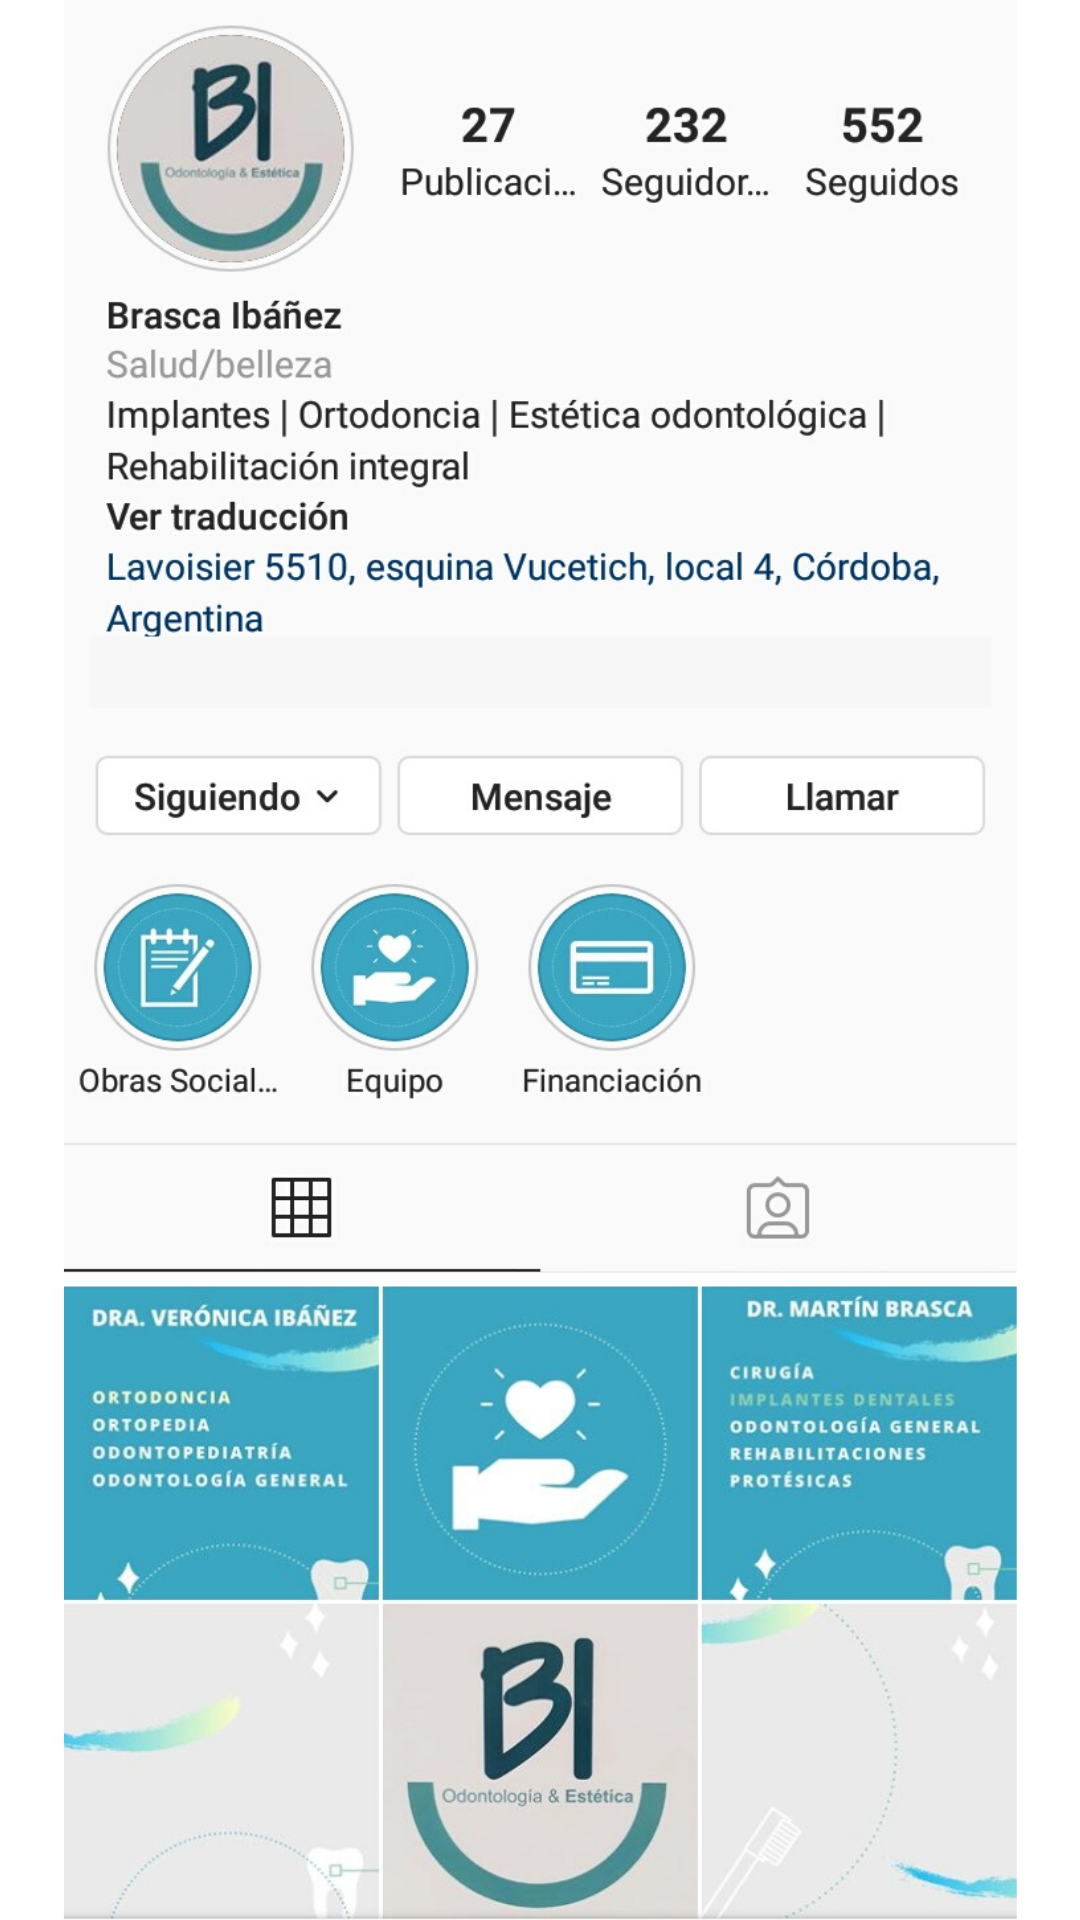 BI
Odontología & Estética
27
232
552
Publicaci...
Seguidor...
Seguidos
Brasca Ibáñez
Salud/belleza
Implantes | Ortodoncia | Estética odontológica |
Rehabilitación integral
Ver traducción
Lavoisier 5510, esquina Vucetich, local 4, Córdoba,
Argentina
Siguiendo
Mensaje
Llamar
Obras Social...
Equipo
Financiación
DRA. VERÓNICA IBÁÑEZ
ORTODONCIA
ORTOPEDIA
ODONTOPEDIATRÍA
ODONTOLOGÍA GENERAL
DR. MARTÍN BRASCA
CIRUGÍA
IMPLANTES DENTALES
ODONTOLOGÍA GENERAL
REHABILITACIONES
PROTÉSICAS
BI
Odontología & Estética